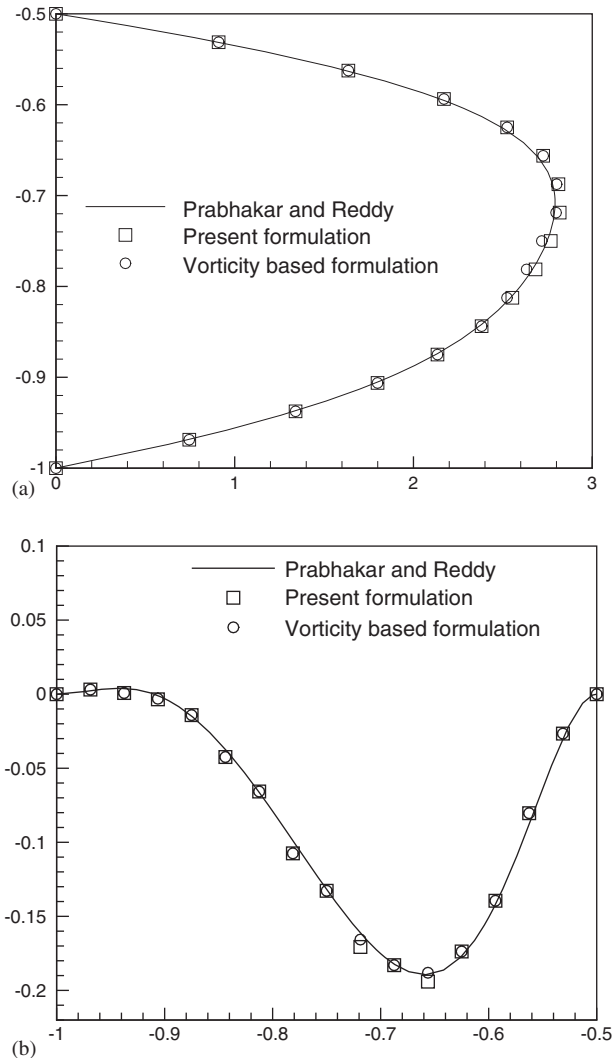 -0.5
-0.6
-0.7
-0.8
-0.9
-1
Prabhakar and Reddy
Present formulation
Vorticity based formulation
(a)
0 1 2 3
0.1
0.05
0
-0.05
-0.1
-0.15
-0.2
Prabhakar and Reddy
Present formulation
Vorticity based formulation
(b)
-1 -0.9 -0.8 -0.7 -0.6 -0.5